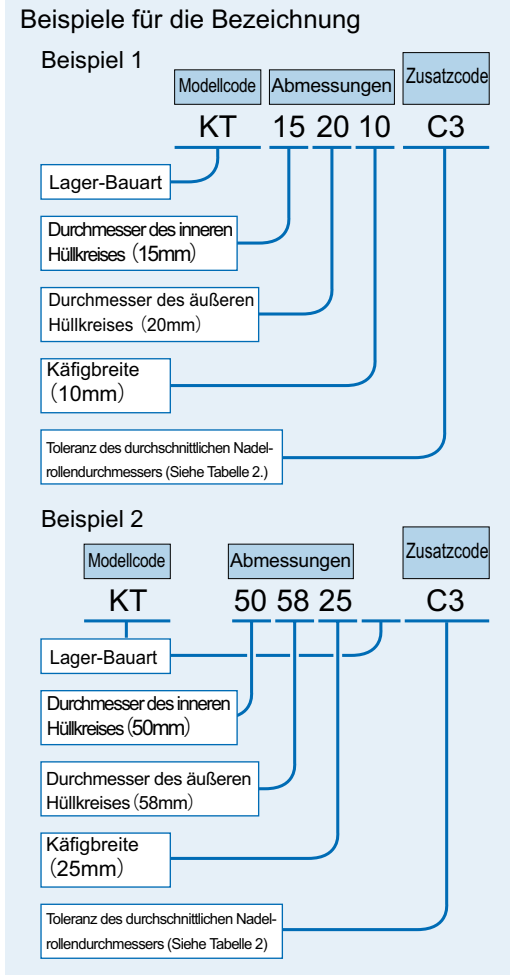 Beispiele für die Bezeichnung
Beispiel 1
Modellcode Abmessungen Zusatzcode
KT 15 20 10 C3
Lager-Bauart
Durchmesser des inneren
Hüllkreises (15mm)
Durchmesser des äußeren
Hüllkreises (20mm)
Käfigbreite
(10mm)
Toleranz des durchschnittlichen Nadel-
rollendurchmessers (Siehe Tabelle 2.)
Beispiel 2
Modellcode Abmessungen Zusatzcode
KT 50 58 25 C3
Lager-Bauart
Durchmesser des inneren
Hüllkreises (50mm)
Durchmesser des äußeren
Hüllkreises (58mm)
Käfigbreite
(25mm)
Toleranz des durchschnittlichen Nadel-
rollendurchmessers (Siehe Tabelle 2)